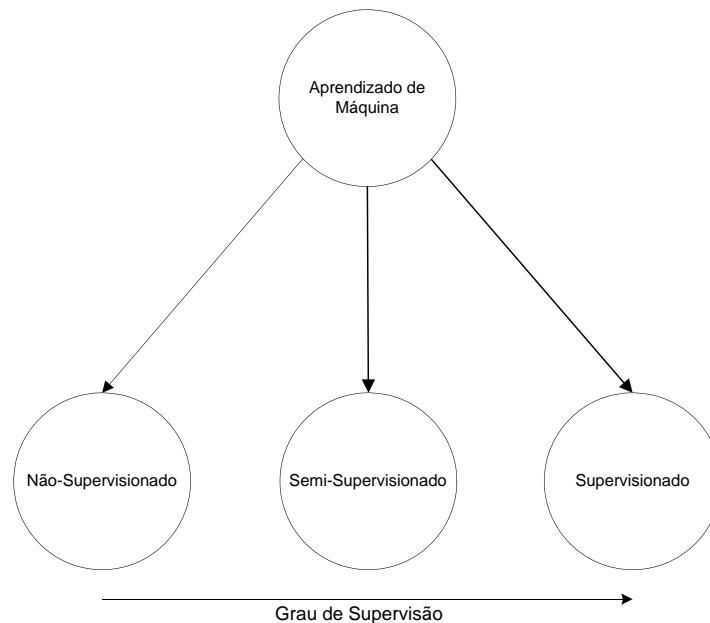 Aprendizado de
Máquina
Não-Supervisionado
Semi-Supervisionado
Supervisionado
Grau de Supervisão